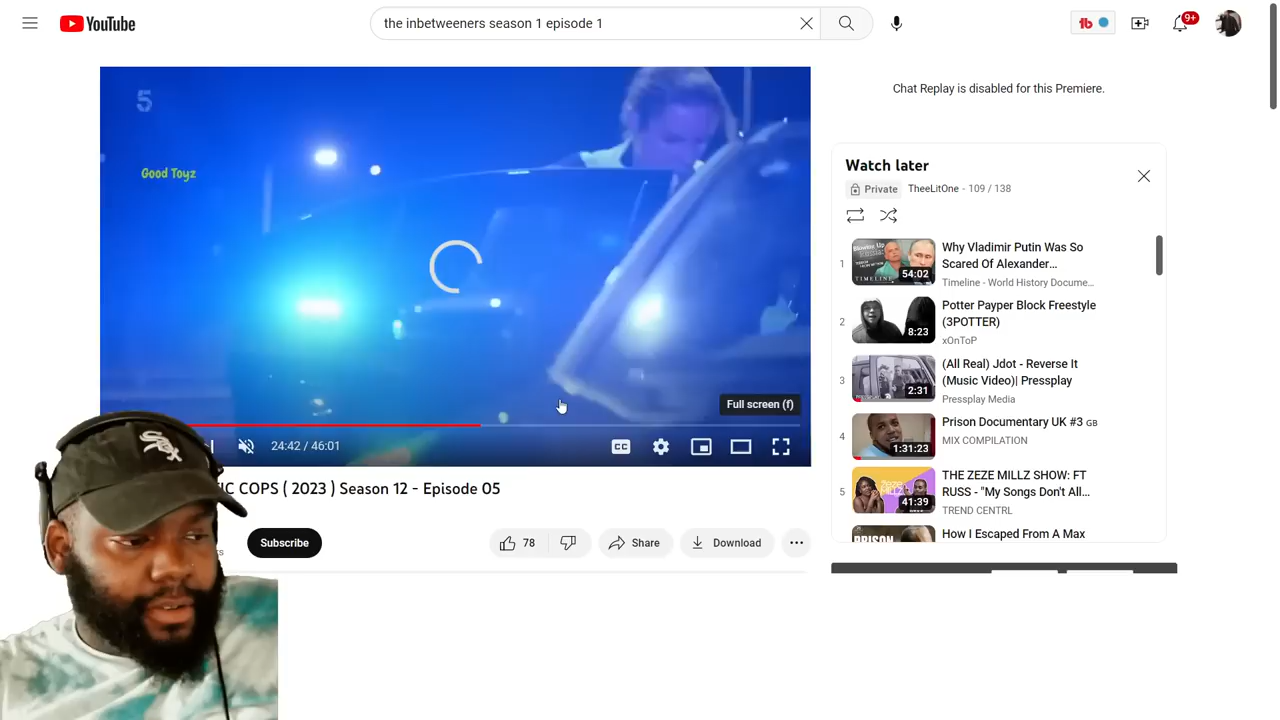 YouTube
the inbetweeners season 1 episode 1
tb
9+
5
Good Toyz
Full screen (f)
24:42 / 46:01
CC
IC COPS ( 2023 ) Season 12 - Episode 05
Subscribe
78
Share
Download
Chat Replay is disabled for this Premiere.
Watch later
Private
TheeLitOne - 109 / 138
1
54:02
Why Vladimir Putin Was So
Scared Of Alexander…
Timeline - World History Docume…
2
8:23
Potter Payper Block Freestyle
(3POTTER)
xOnToP
3
2:31
(All Real) Jdot - Reverse It
(Music Video)| Pressplay
Pressplay Media
4
1:31:23
Prison Documentary UK #3 GB
MIX COMPILATION
5
41:39
THE ZEZE MILLZ SHOW: FT
RUSS - "My Songs Don't All…
TREND CENTRL
How I Escaped From A Max